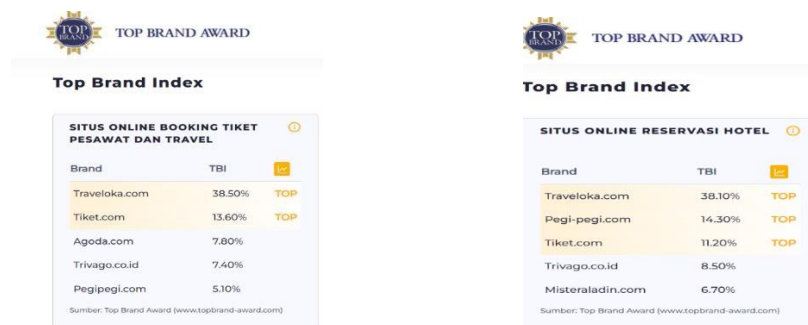 TOP BRAND
TOP BRAND AWARD
Top Brand Index
SITUS ONLINE BOOKING TIKET
PESAWAT DAN TRAVEL
Brand TBI
Traveloka.com 38.50% TOP
Tiket.com 13.60% TOP
Agoda.com 7.80%
Trivago.co.id 7.40%
Pegipegi.com 5.10%
Sumber: Top Brand Award (www.topbrand-award.com)
TOP BRAND
TOP BRAND AWARD
Top Brand Index
SITUS ONLINE RESERVASI HOTEL
Brand TBI
Traveloka.com 38.10% TOP
Pegi-pegi.com 14.30% TOP
Tiket.com 11.20% TOP
Trivago.co.id 8.50%
Misteraladin.com 6.70%
Sumber: Top Brand Award (www.topbrand-award.com)